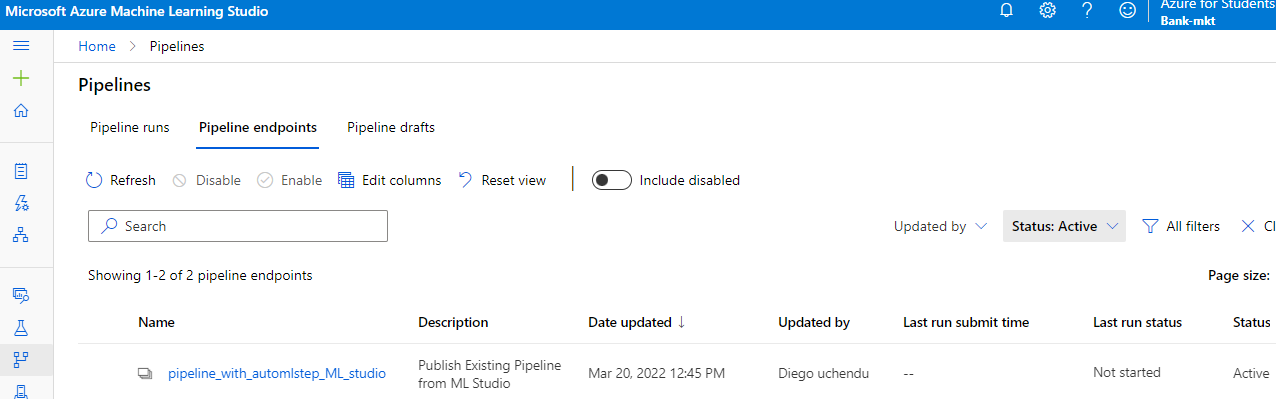 Microsoft Azure Machine Learning Studio
Azure for Students
Bank-mkt
Home > Pipelines
Pipelines
Pipeline runs Pipeline endpoints Pipeline drafts
Refresh Disable Enable Edit columns Reset view Include disabled
Search Updated by Status: Active All filters Cl
Showing 1-2 of 2 pipeline endpoints Page size:
Name Description Date updated ↓ Updated by Last run submit time Last run status Status
pipeline_with_automlstep_ML_studio Publish Existing Pipeline from ML Studio Mar 20, 2022 12:45 PM Diego uchendu -- Not started Active